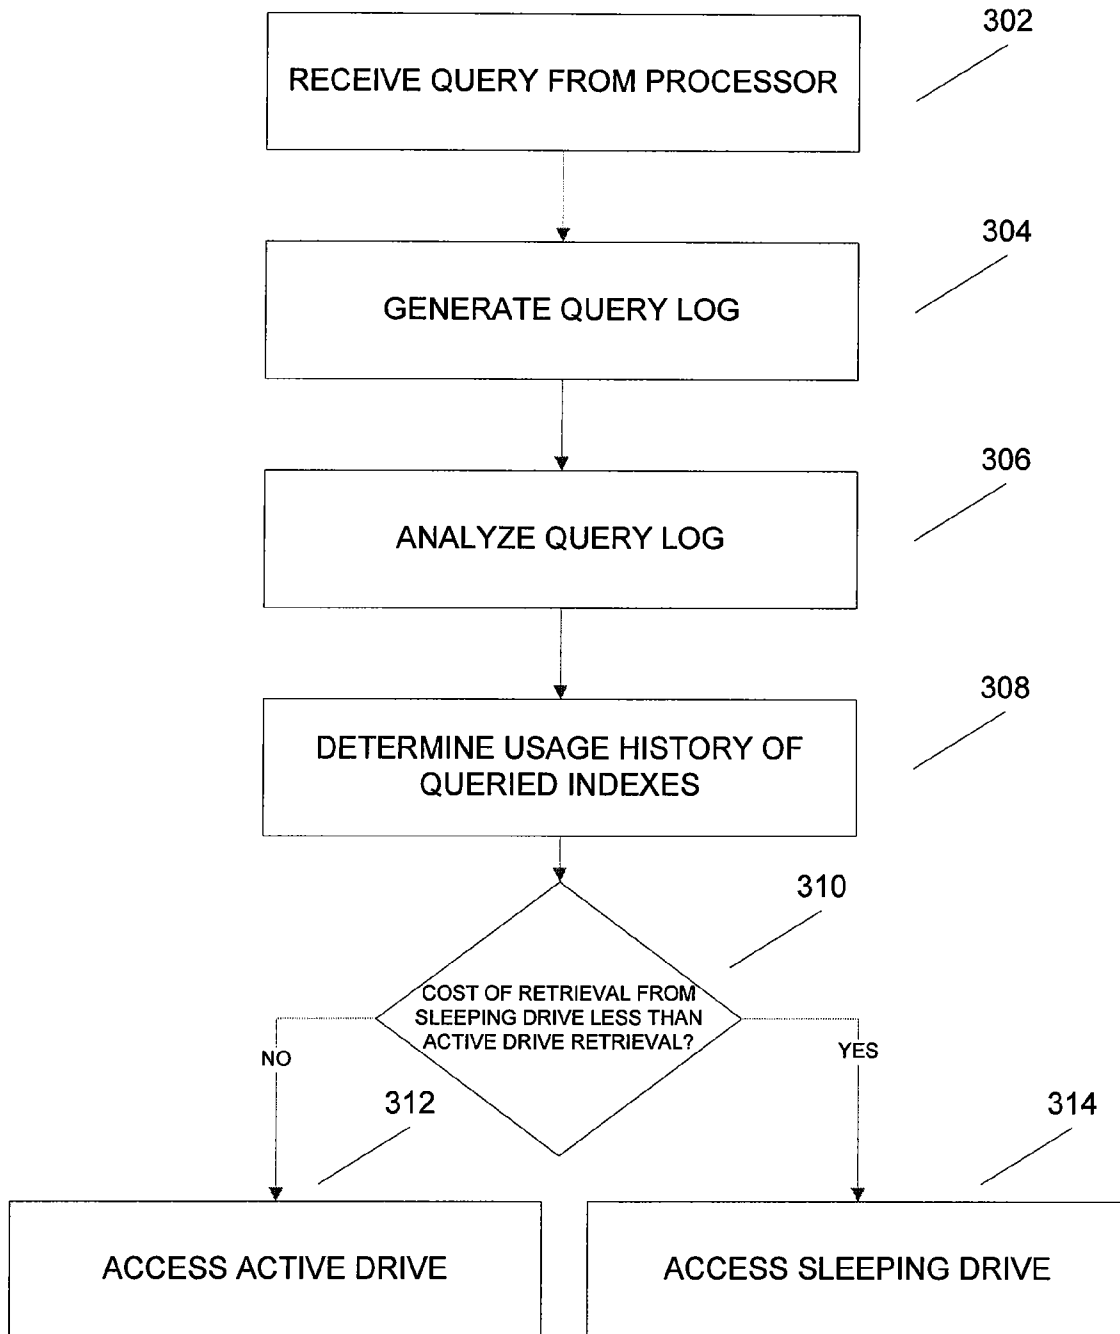 302
RECEIVE QUERY FROM PROCESSOR
304
GENERATE QUERY LOG
306
ANALYZE QUERY LOG
308
DETERMINE USAGE HISTORY OF
QUERIED INDEXES
310
COST OF RETRIEVAL FROM
SLEEPING DRIVE LESS THAN
ACTIVE DRIVE RETRIEVAL?
NO
YES
312
314
ACCESS ACTIVE DRIVE
ACCESS SLEEPING DRIVE